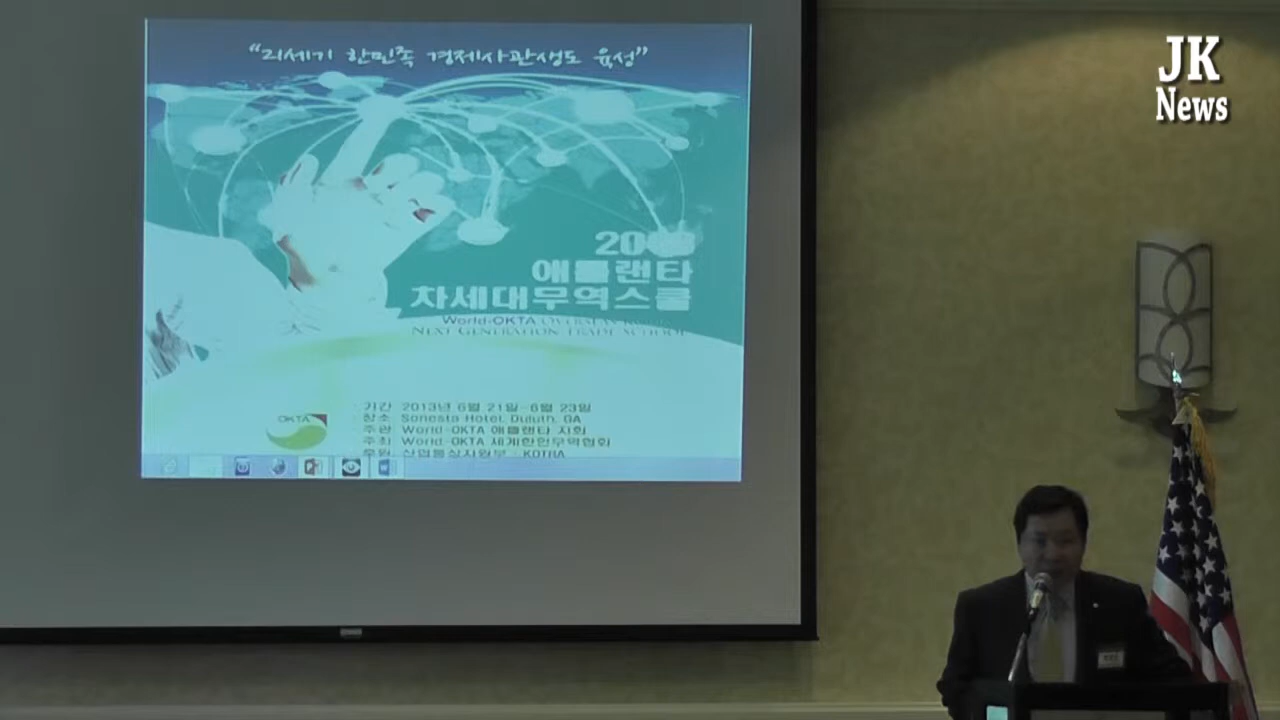 JK
News
"21세기 한민족 경제사관생도 육성"
애틀랜타
차세대무역스쿨
World-OKTA
NEXT GENERATION TRADE SCHOOL
OKTA
기간 2013년 6월 21일-6월 23일
장소 Sonesta Hotel, Duluth, GA
주관 World-OKTA 애틀랜타 지회
주최 World-OKTA 세계한인무역협회
후원 산업통상자원부 · KOTRA